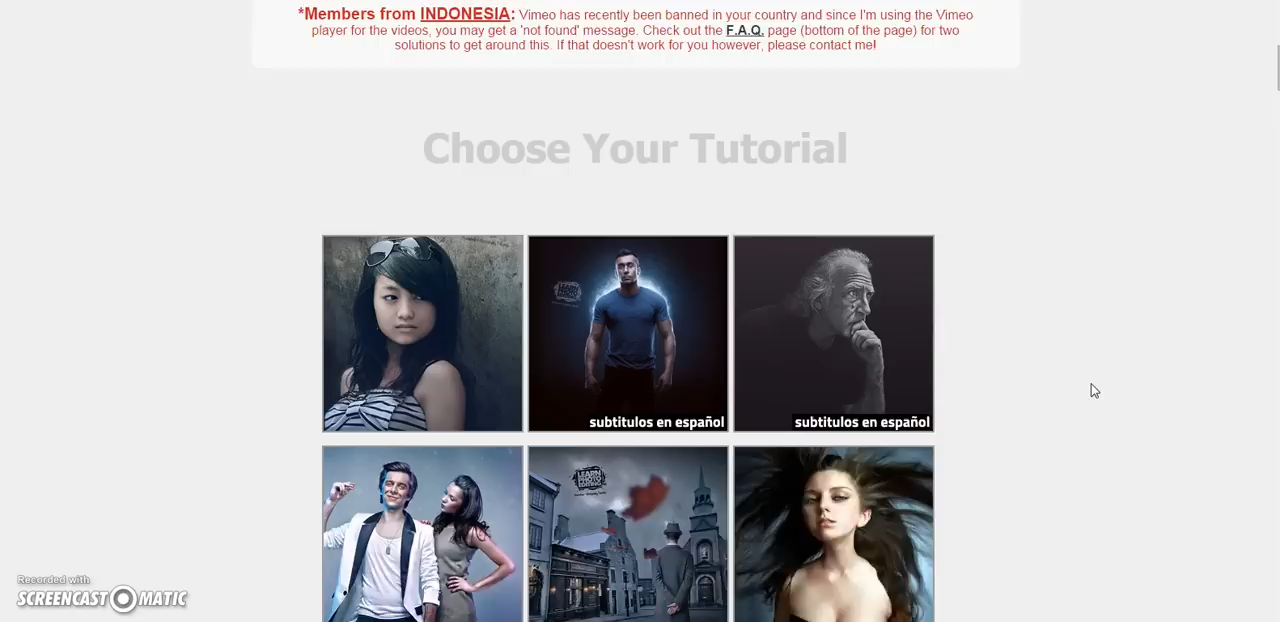 *Members from INDONESIA: Vimeo has recently been banned in your country and since I'm using the Vimeo
player for the videos, you may get a 'not found' message. Check out the F.A.Q. page (bottom of the page) for two
solutions to get around this. If that doesn't work for you however, please contact me!
Choose Your Tutorial
subtitulos en español
subtitulos en español
LEARN
PHOTO
EDITING
Recorded with
SCREENCAST-O-MATIC